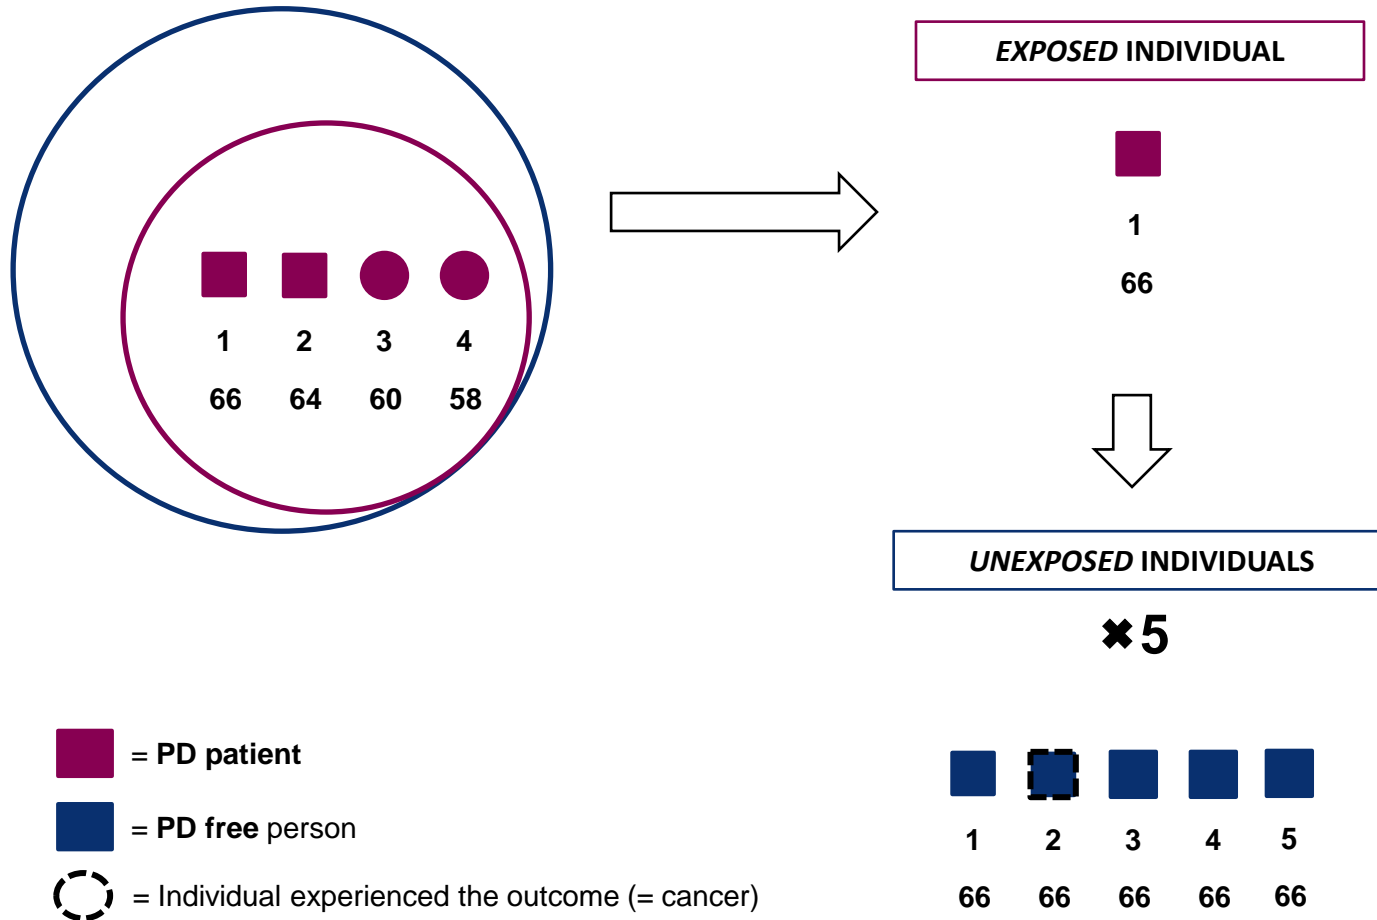 EXPOSED INDIVIDUAL
1
66
1 2 3 4
66 64 60 58
UNEXPOSED INDIVIDUALS
✖5
= PD patient
= PD free person
= Individual experienced the outcome (= cancer)
1 2 3 4 5
66 66 66 66 66